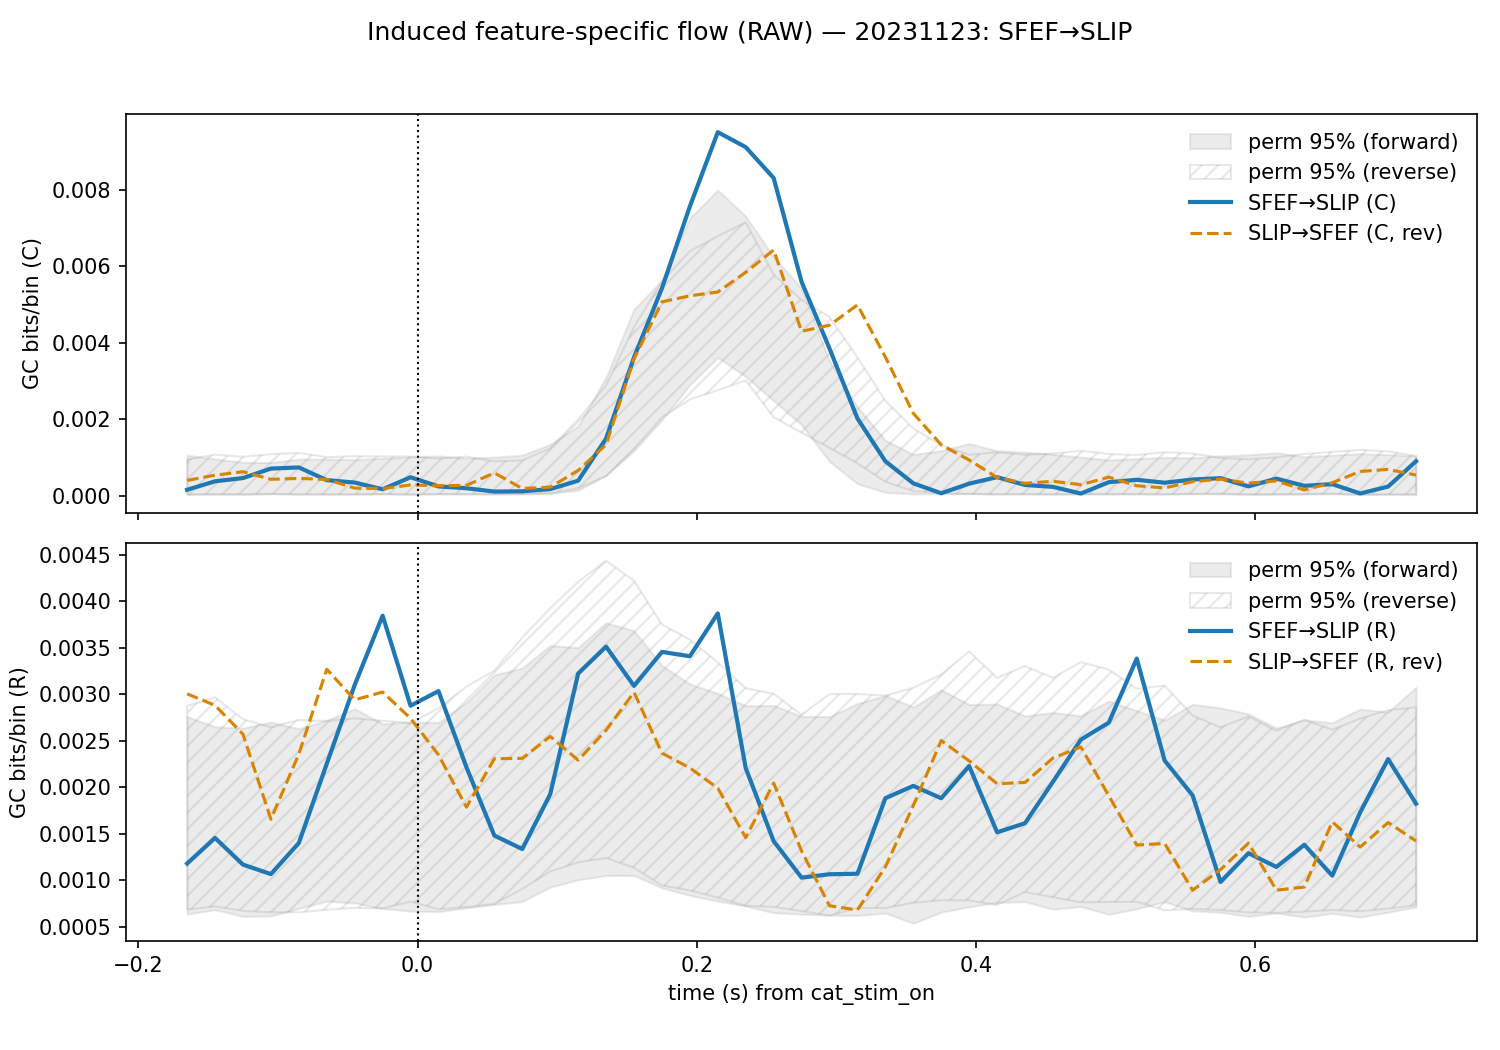 Induced feature-specific flow (RAW) — 20231123: SFEF→SLIP
GC bits/bin (C)
0.008
0.006
0.004
0.002
0.000
perm 95% (forward)
perm 95% (reverse)
SFEF→SLIP (C)
SLIP→SFEF (C, rev)
GC bits/bin (R)
0.0045
0.0040
0.0035
0.0030
0.0025
0.0020
0.0015
0.0010
0.0005
perm 95% (forward)
perm 95% (reverse)
SFEF→SLIP (R)
SLIP→SFEF (R, rev)
−0.2 0.0 0.2 0.4 0.6
time (s) from cat_stim_on